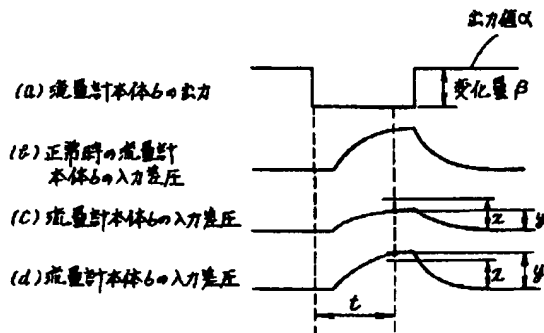 出力値α
(a) 流量計本体6の出力
変化量β
(b) 正常時の流量計
本体6の入力差圧
(c) 流量計本体6の入力差圧
z
y
(d) 流量計本体6の入力差圧
z
y
t